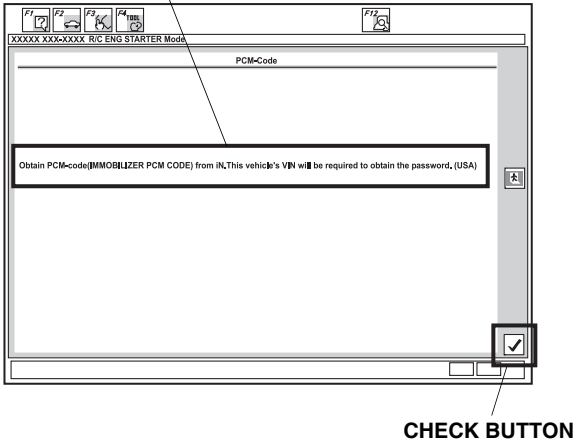 F1 F2 F3 F4 TOOL F12
XXXXX XXX-XXXX R/C ENG STARTER Mode
PCM-Code
Obtain PCM-code(IMMOBILIZER PCM CODE) from iN.This vehicle's VIN will be required to obtain the password. (USA)
CHECK BUTTON